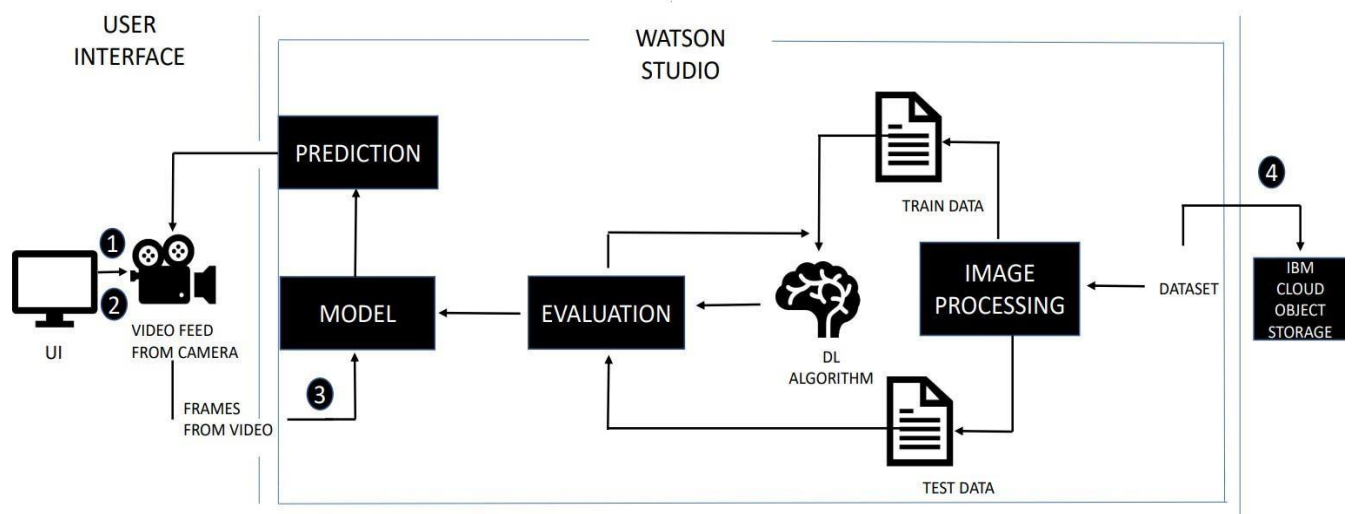 USER
INTERFACE
WATSON
STUDIO
PREDICTION
4
TRAIN DATA
1
2
UI
VIDEO FEED
FROM CAMERA
MODEL
EVALUATION
DL
ALGORITHM
IMAGE
PROCESSING
DATASET
IBM
CLOUD
OBJECT
STORAGE
3
FRAMES
FROM VIDEO
TEST DATA